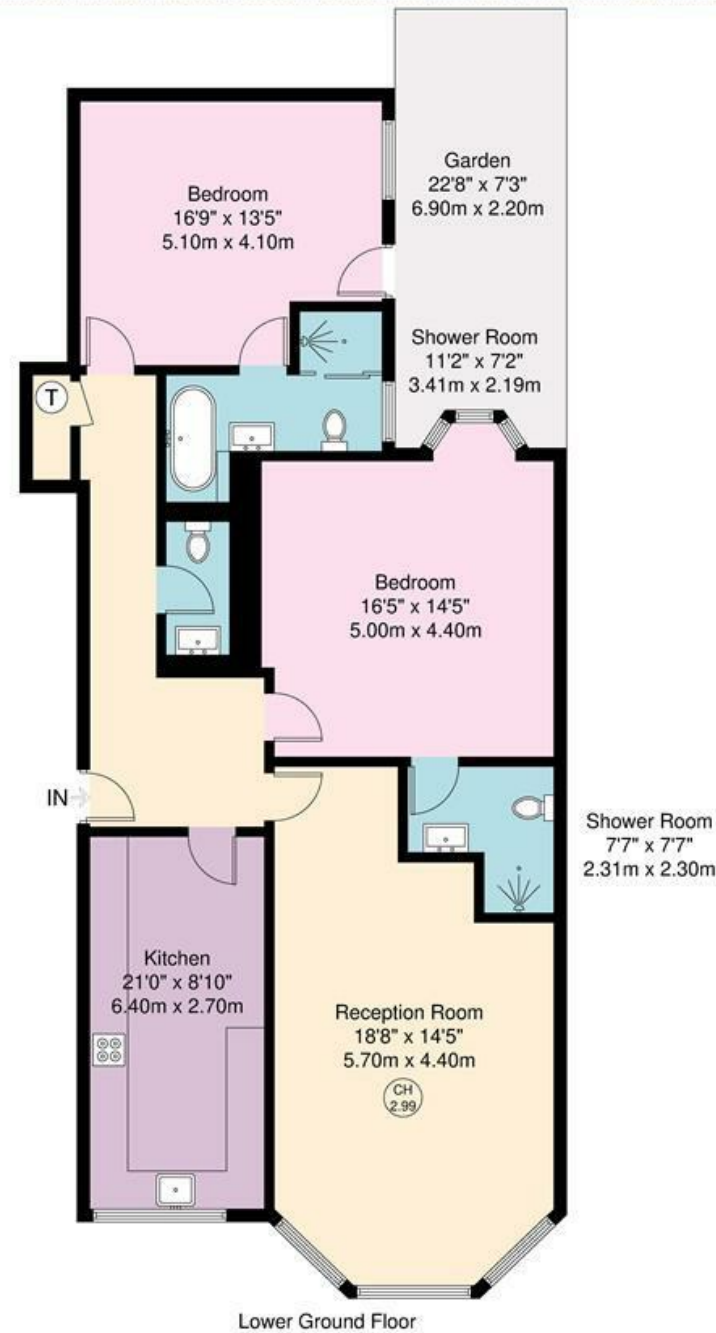 Garden
22'8" x 7'3"
6.90m x 2.20m
Bedroom
16'9" x 13'5"
5.10m x 4.10m
Shower Room
11'2" x 7'2"
3.41m x 2.19m
T
Bedroom
16'5" x 14'5"
5.00m x 4.40m
IN
Shower Room
7'7" x 7'7"
2.31m x 2.30m
Kitchen
21'0" x 8'10"
6.40m x 2.70m
Reception Room
18'8" x 14'5"
5.70m x 4.40m
CH
2.99
Lower Ground Floor